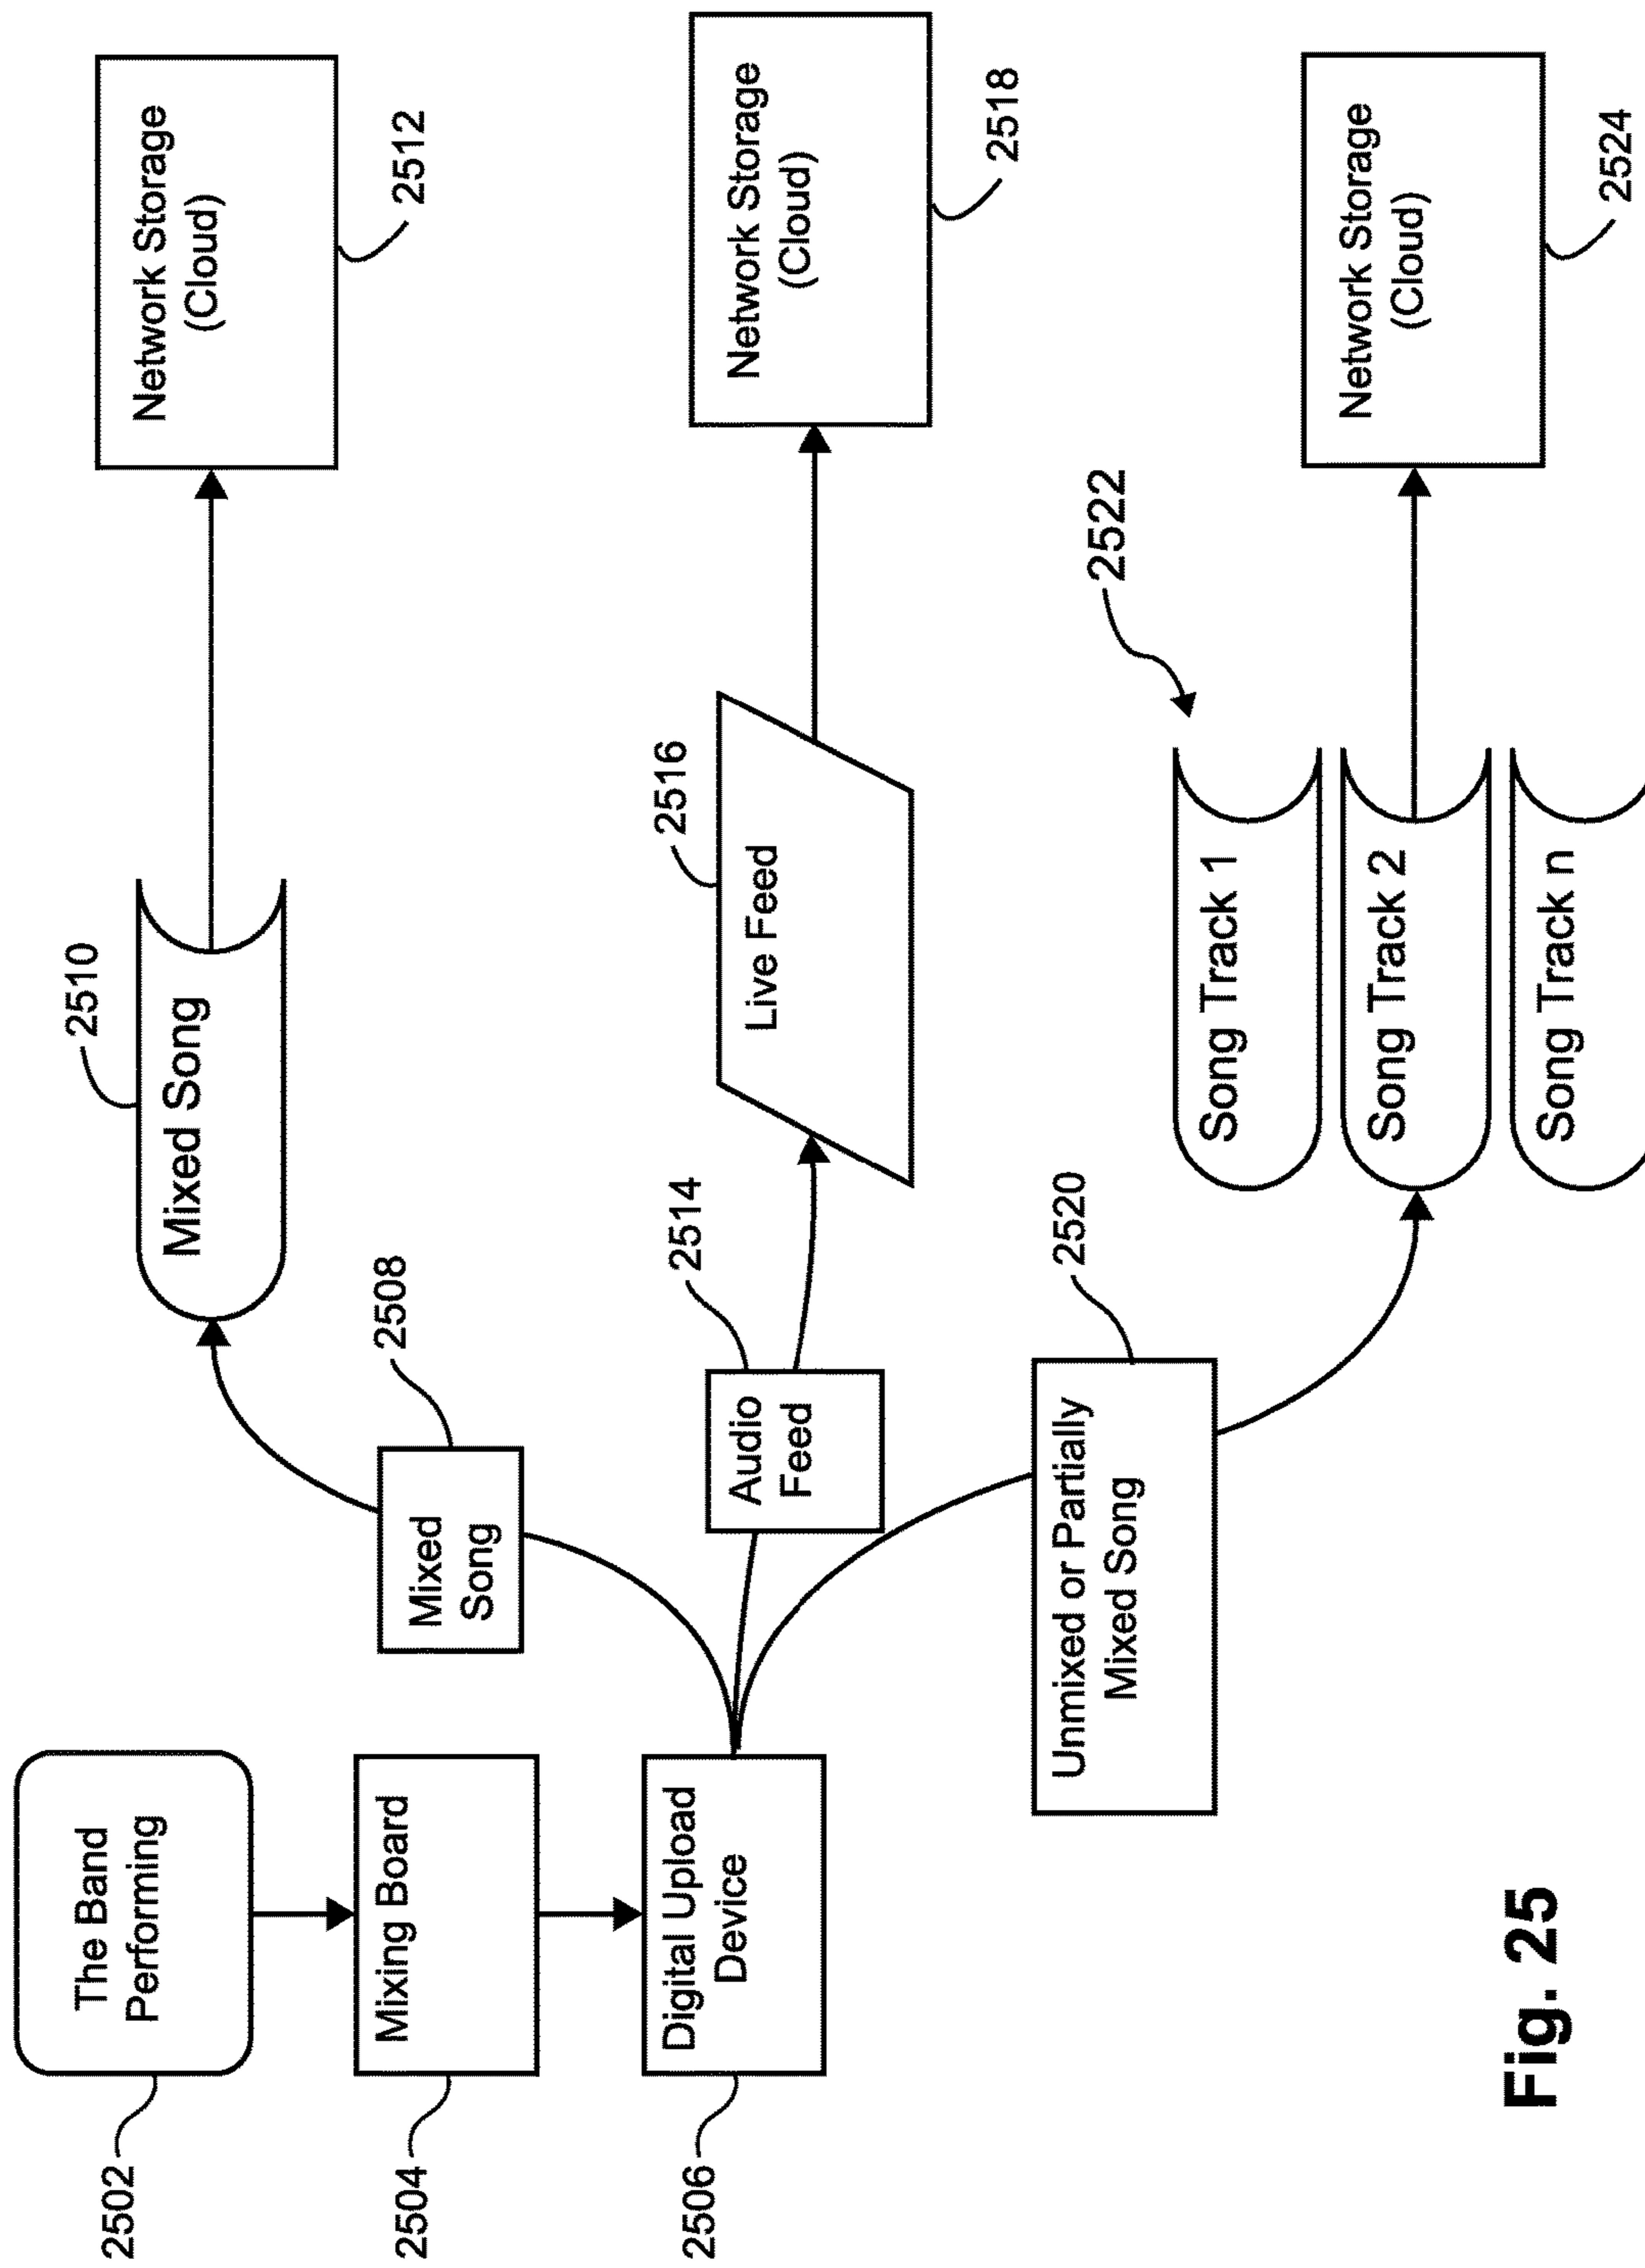 2502
The Band
Performing
2504
Mixing Board
2506
Digital Upload
Device
2508
Mixed
Song
2510
Mixed Song
Network Storage
(Cloud)
2512
2514
Audio
Feed
2516
Live Feed
Network Storage
(Cloud)
2518
2520
Unmixed or Partially
Mixed Song
2522
Song Track 1
Song Track 2
Song Track n
Network Storage
(Cloud)
2524
Fig. 25